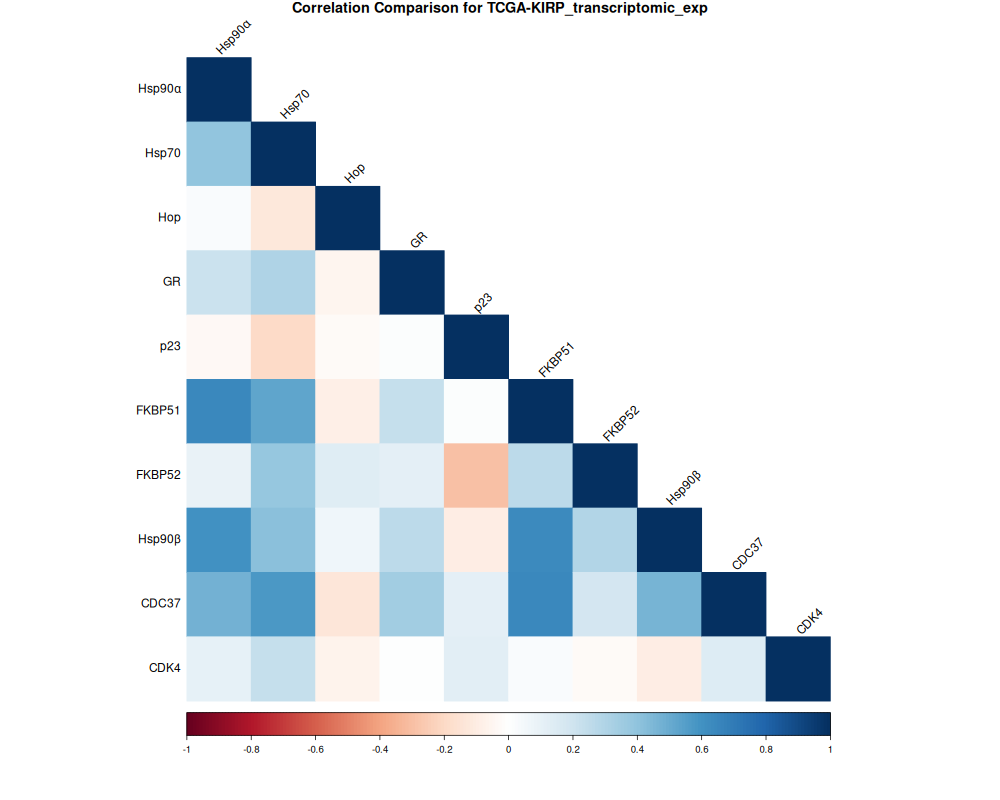 Correlation Comparison for TCGA-KIRP_transcriptomic_exp
Hsp90α
Hsp90α
Hsp70
Hsp70
Hop
Hop
GR
GR
p23
p23
FKBP51
FKBP51
FKBP52
FKBP52
Hsp90β
Hsp90β
CDC37
CDC37
CDK4
CDK4
-1 -0.8 -0.6 -0.4 -0.2 0 0.2 0.4 0.6 0.8 1